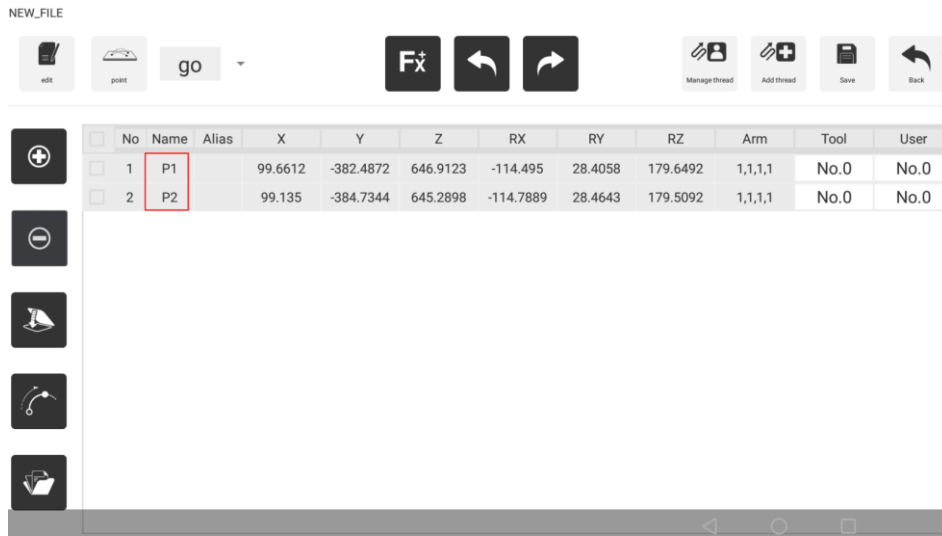 NEW_FILE
edit
point
go
Fx
Manage thread
Add thread
Save
Back
No Name Alias X Y Z RX RY RZ Arm Tool User
1 P1 99.6612 -382.4872 646.9123 -114.495 28.4058 179.6492 1,1,1,1 No.0 No.0
2 P2 99.135 -384.7344 645.2898 -114.7889 28.4643 179.5092 1,1,1,1 No.0 No.0